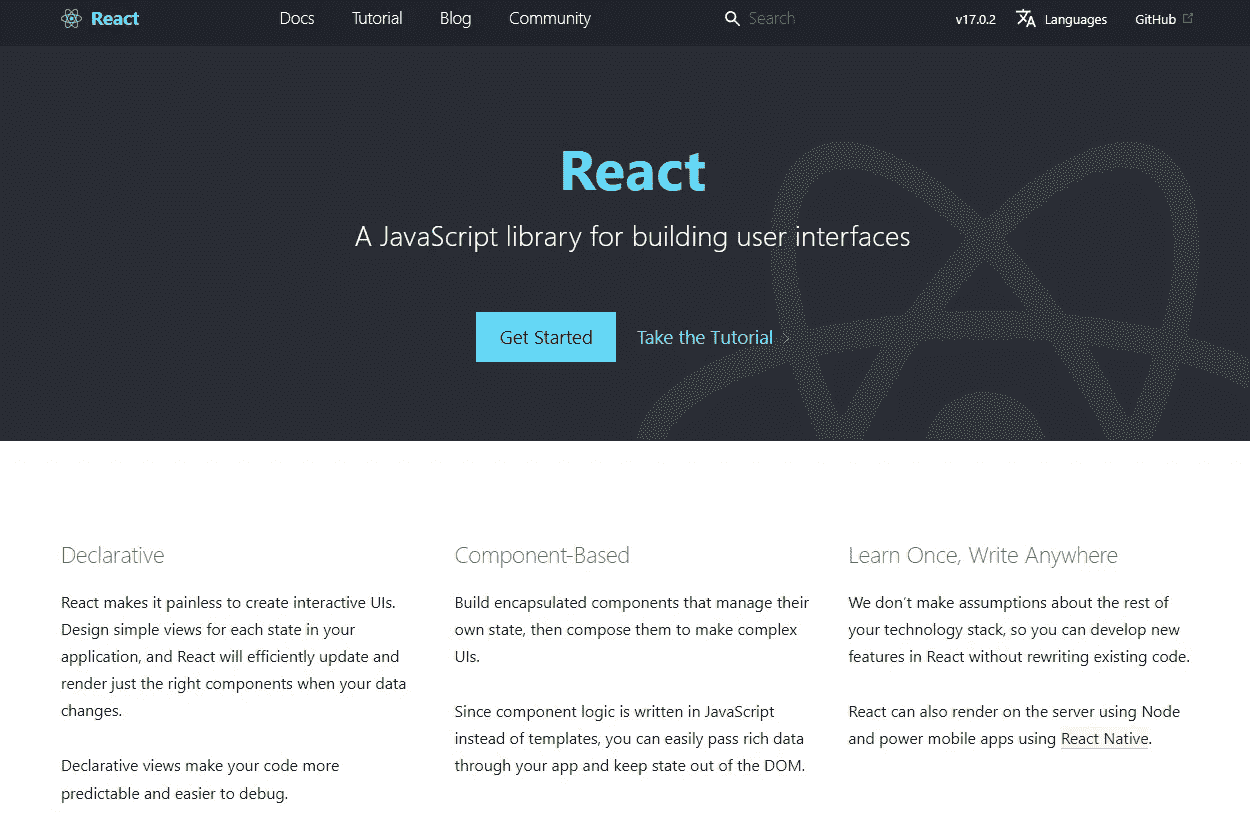 React Docs Tutorial Blog Community Search v17.0.2 Languages GitHub
React
A JavaScript library for building user interfaces
Get Started Take the Tutorial
Declarative
React makes it painless to create interactive UIs.
Design simple views for each state in your
application, and React will efficiently update and
render just the right components when your data
changes.
Declarative views make your code more
predictable and easier to debug.
Component-Based
Build encapsulated components that manage their
own state, then compose them to make complex
UIs.
Since component logic is written in JavaScript
instead of templates, you can easily pass rich data
through your app and keep state out of the DOM.
Learn Once, Write Anywhere
We don’t make assumptions about the rest of
your technology stack, so you can develop new
features in React without rewriting existing code.
React can also render on the server using Node
and power mobile apps using React Native.